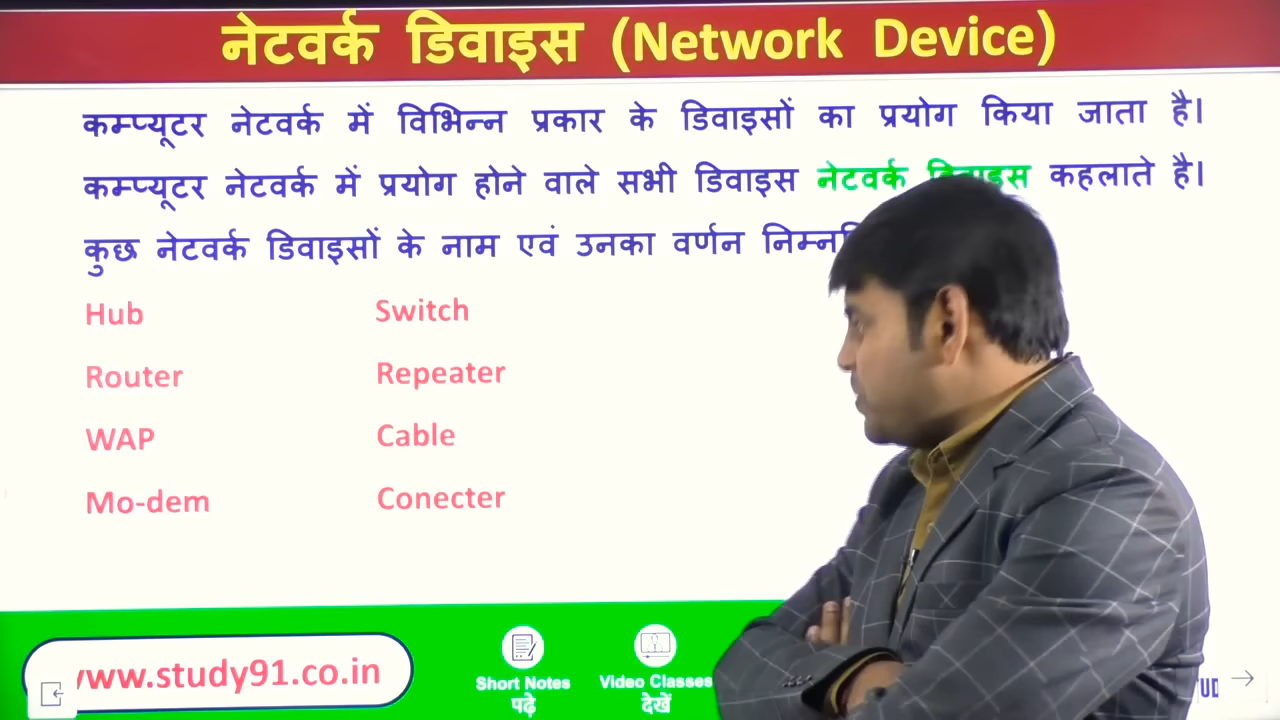 नेटवर्क डिवाइस (Network Device)
कम्प्यूटर नेटवर्क में विभिन्न प्रकार के डिवाइसों का प्रयोग किया जाता है।
कम्प्यूटर नेटवर्क में प्रयोग होने वाले सभी डिवाइस नेटवर्क डिवाइस कहलाते है।
कुछ नेटवर्क डिवाइसों के नाम एवं उनका वर्णन
Hub Switch
Router Repeater
WAP Cable
Mo-dem Conecter
www.study91.co.in
Short Notes
पढ़े
Video Classes
देखें